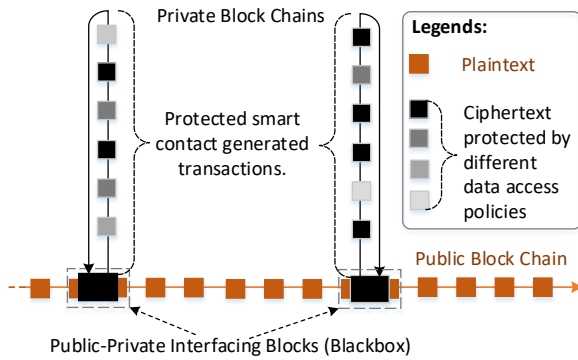 Private Block Chains
Protected smart
contact generated
transactions.
Legends:
Plaintext
Ciphertext
protected by
different
data access
policies
Public Block Chain
Public-Private Interfacing Blocks (Blackbox)